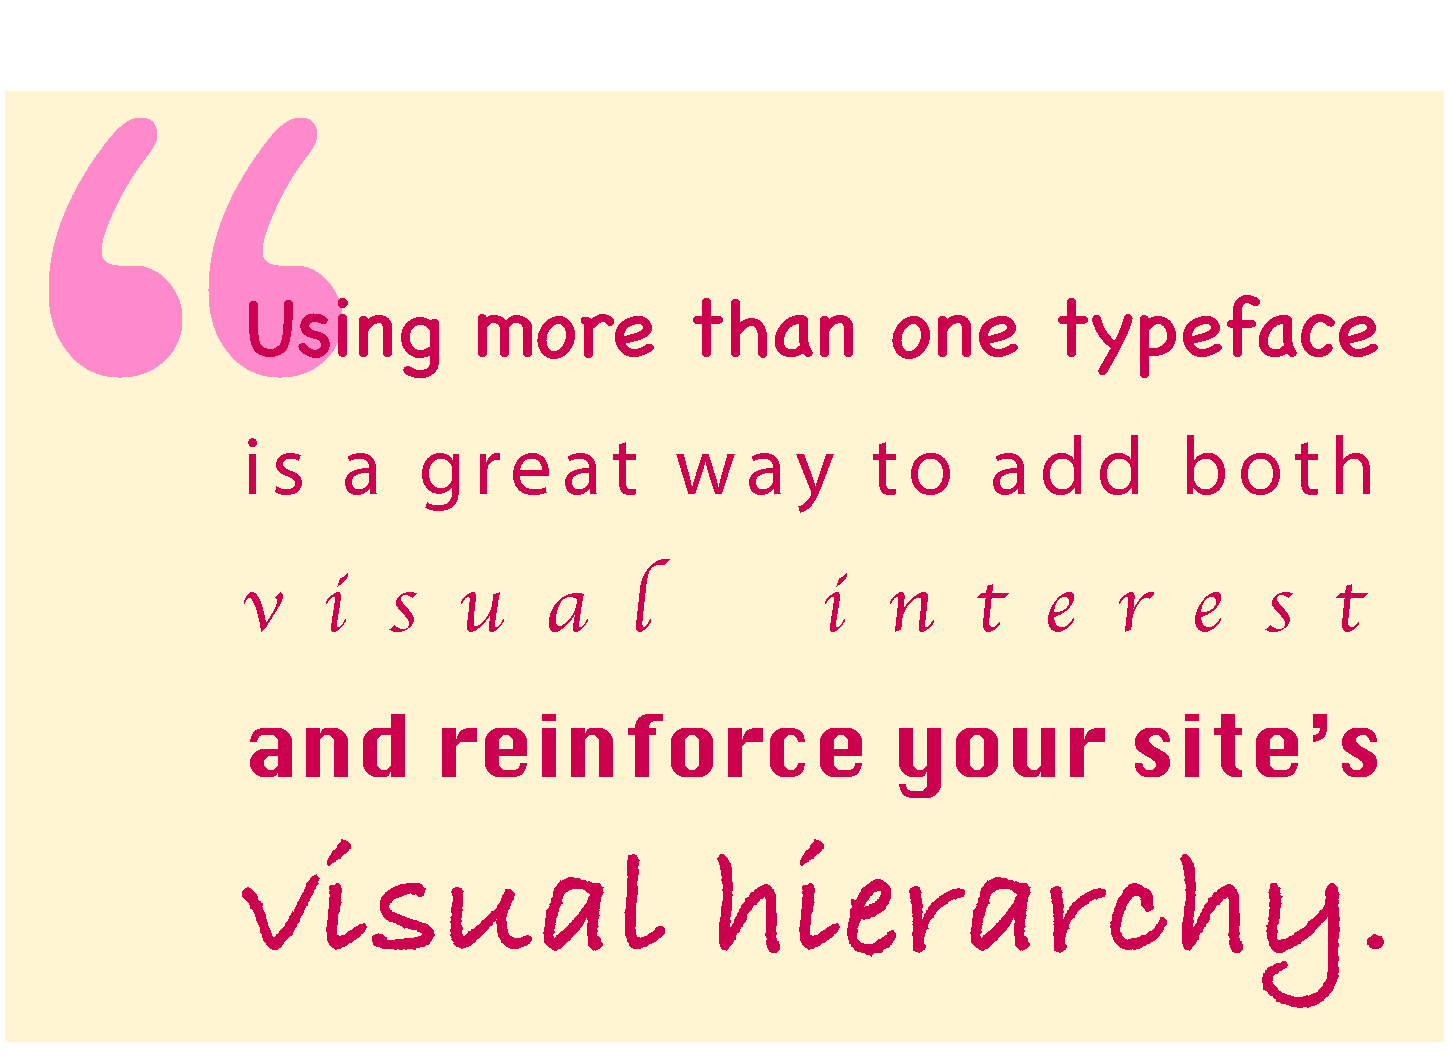 “Using more than one typeface
is a great way to add both
visual interest
and reinforce your site’s
visual hierarchy.